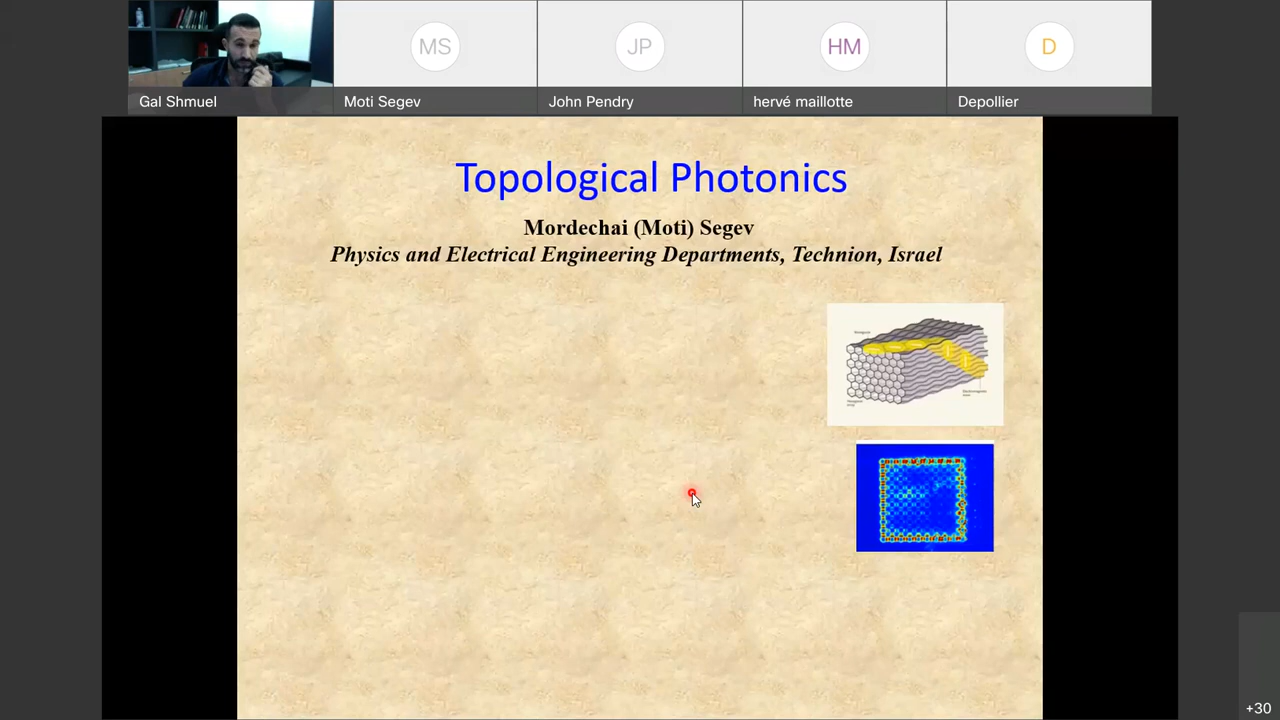 MS
JP
HM
D
Gal Shmuel
Moti Segev
John Pendry
hervé maillotte
Depollier
Topological Photonics
Mordechai (Moti) Segev
Physics and Electrical Engineering Departments, Technion, Israel
+30